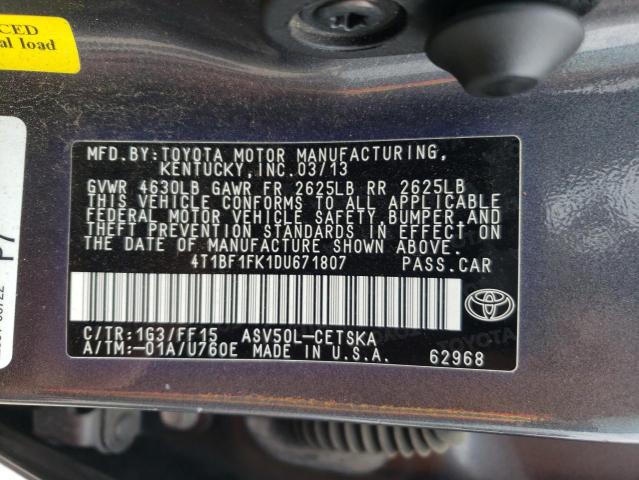 CED
al load
MFD.BY:TOYOTA MOTOR MANUFACTURING,
KENTUCKY,INC.03/13
GVWR 4630LB GAWR FR 2625LB RR 2625LB
THIS VEHICLE CONFORMS TO ALL APPLICABLE
FEDERAL MOTOR VEHICLE SAFETY,BUMPER,AND
THEFT PREVENTION STANDARDS IN EFFECT ON
THE DATE OF MANUFACTURE SHOWN ABOVE.
4T1BF1FK1DU671807 PASS.CAR
C/TR:1G3/FF15 ASV50L-CETSKA
A/TM:-01A/U760E MADE IN U.S.A.
TOYOTA
62968